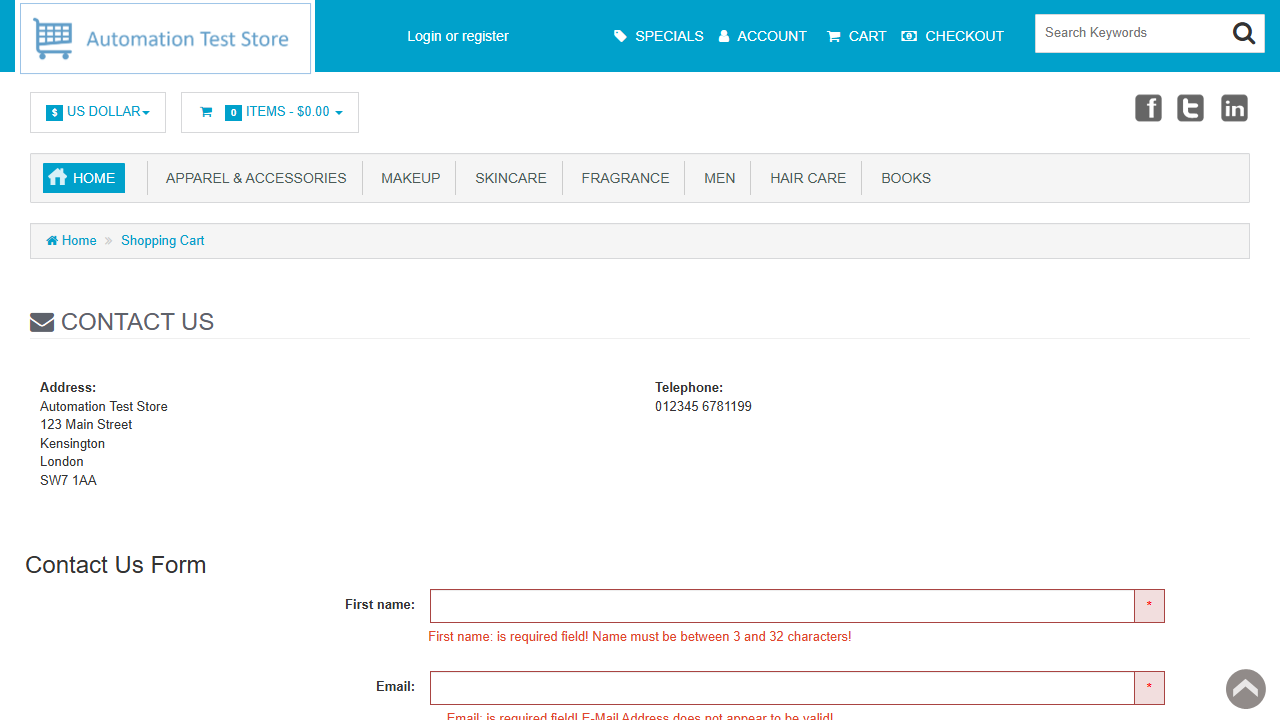 Automation Test Store
Login or register
SPECIALS
ACCOUNT
CART
CHECKOUT
Search Keywords
$ US DOLLAR
0 ITEMS - $0.00
f
t
in
HOME
APPAREL & ACCESSORIES
MAKEUP
SKINCARE
FRAGRANCE
MEN
HAIR CARE
BOOKS
Home » Shopping Cart
CONTACT US
Address:
Automation Test Store
123 Main Street
Kensington
London
SW7 1AA
Telephone:
012345 6781199
Contact Us Form
First name:
*
First name: is required field! Name must be between 3 and 32 characters!
Email:
*
Email: is required field! E-Mail Address does not appear to be valid!